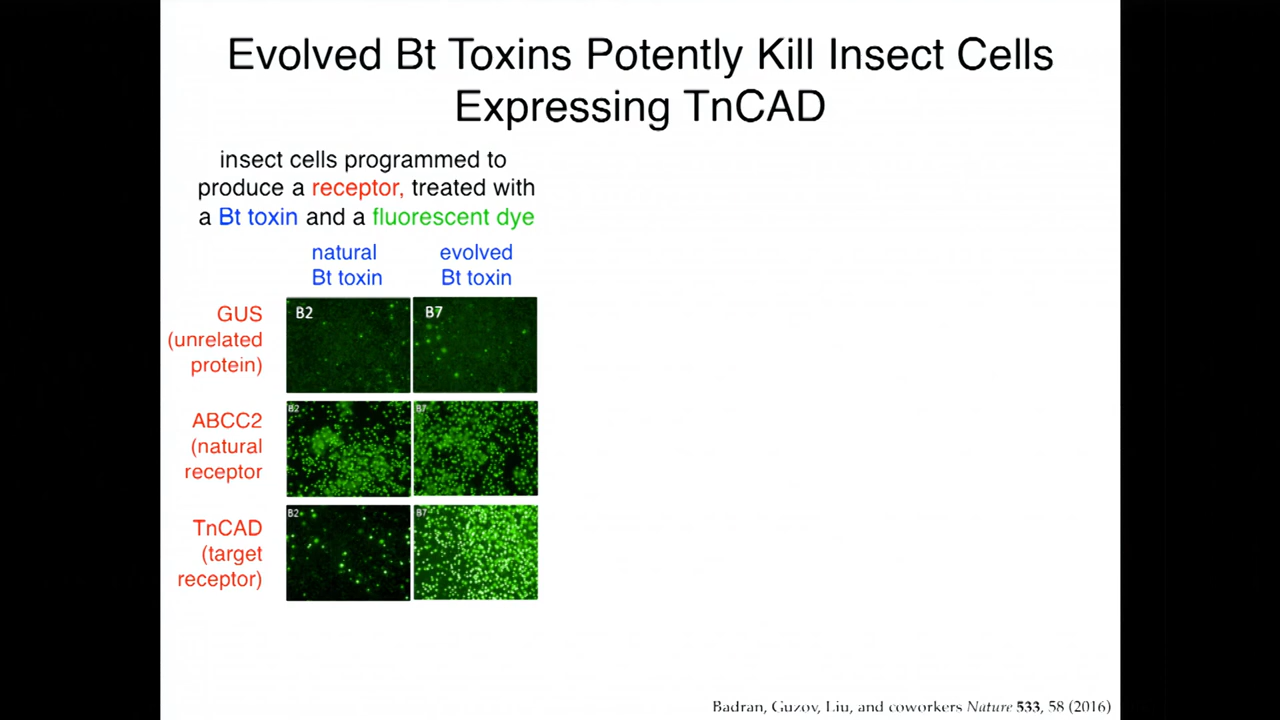 Evolved Bt Toxins Potently Kill Insect Cells
Expressing TnCAD
insect cells programmed to
produce a receptor, treated with
a Bt toxin and a fluorescent dye
natural
Bt toxin
evolved
Bt toxin
GUS
(unrelated
protein)
B2
B7
ABCC2
(natural
receptor
B2
B7
TnCAD
(target
receptor)
B2
B7
Badran, Guzov, Liu, and coworkers Nature 533, 58 (2016)